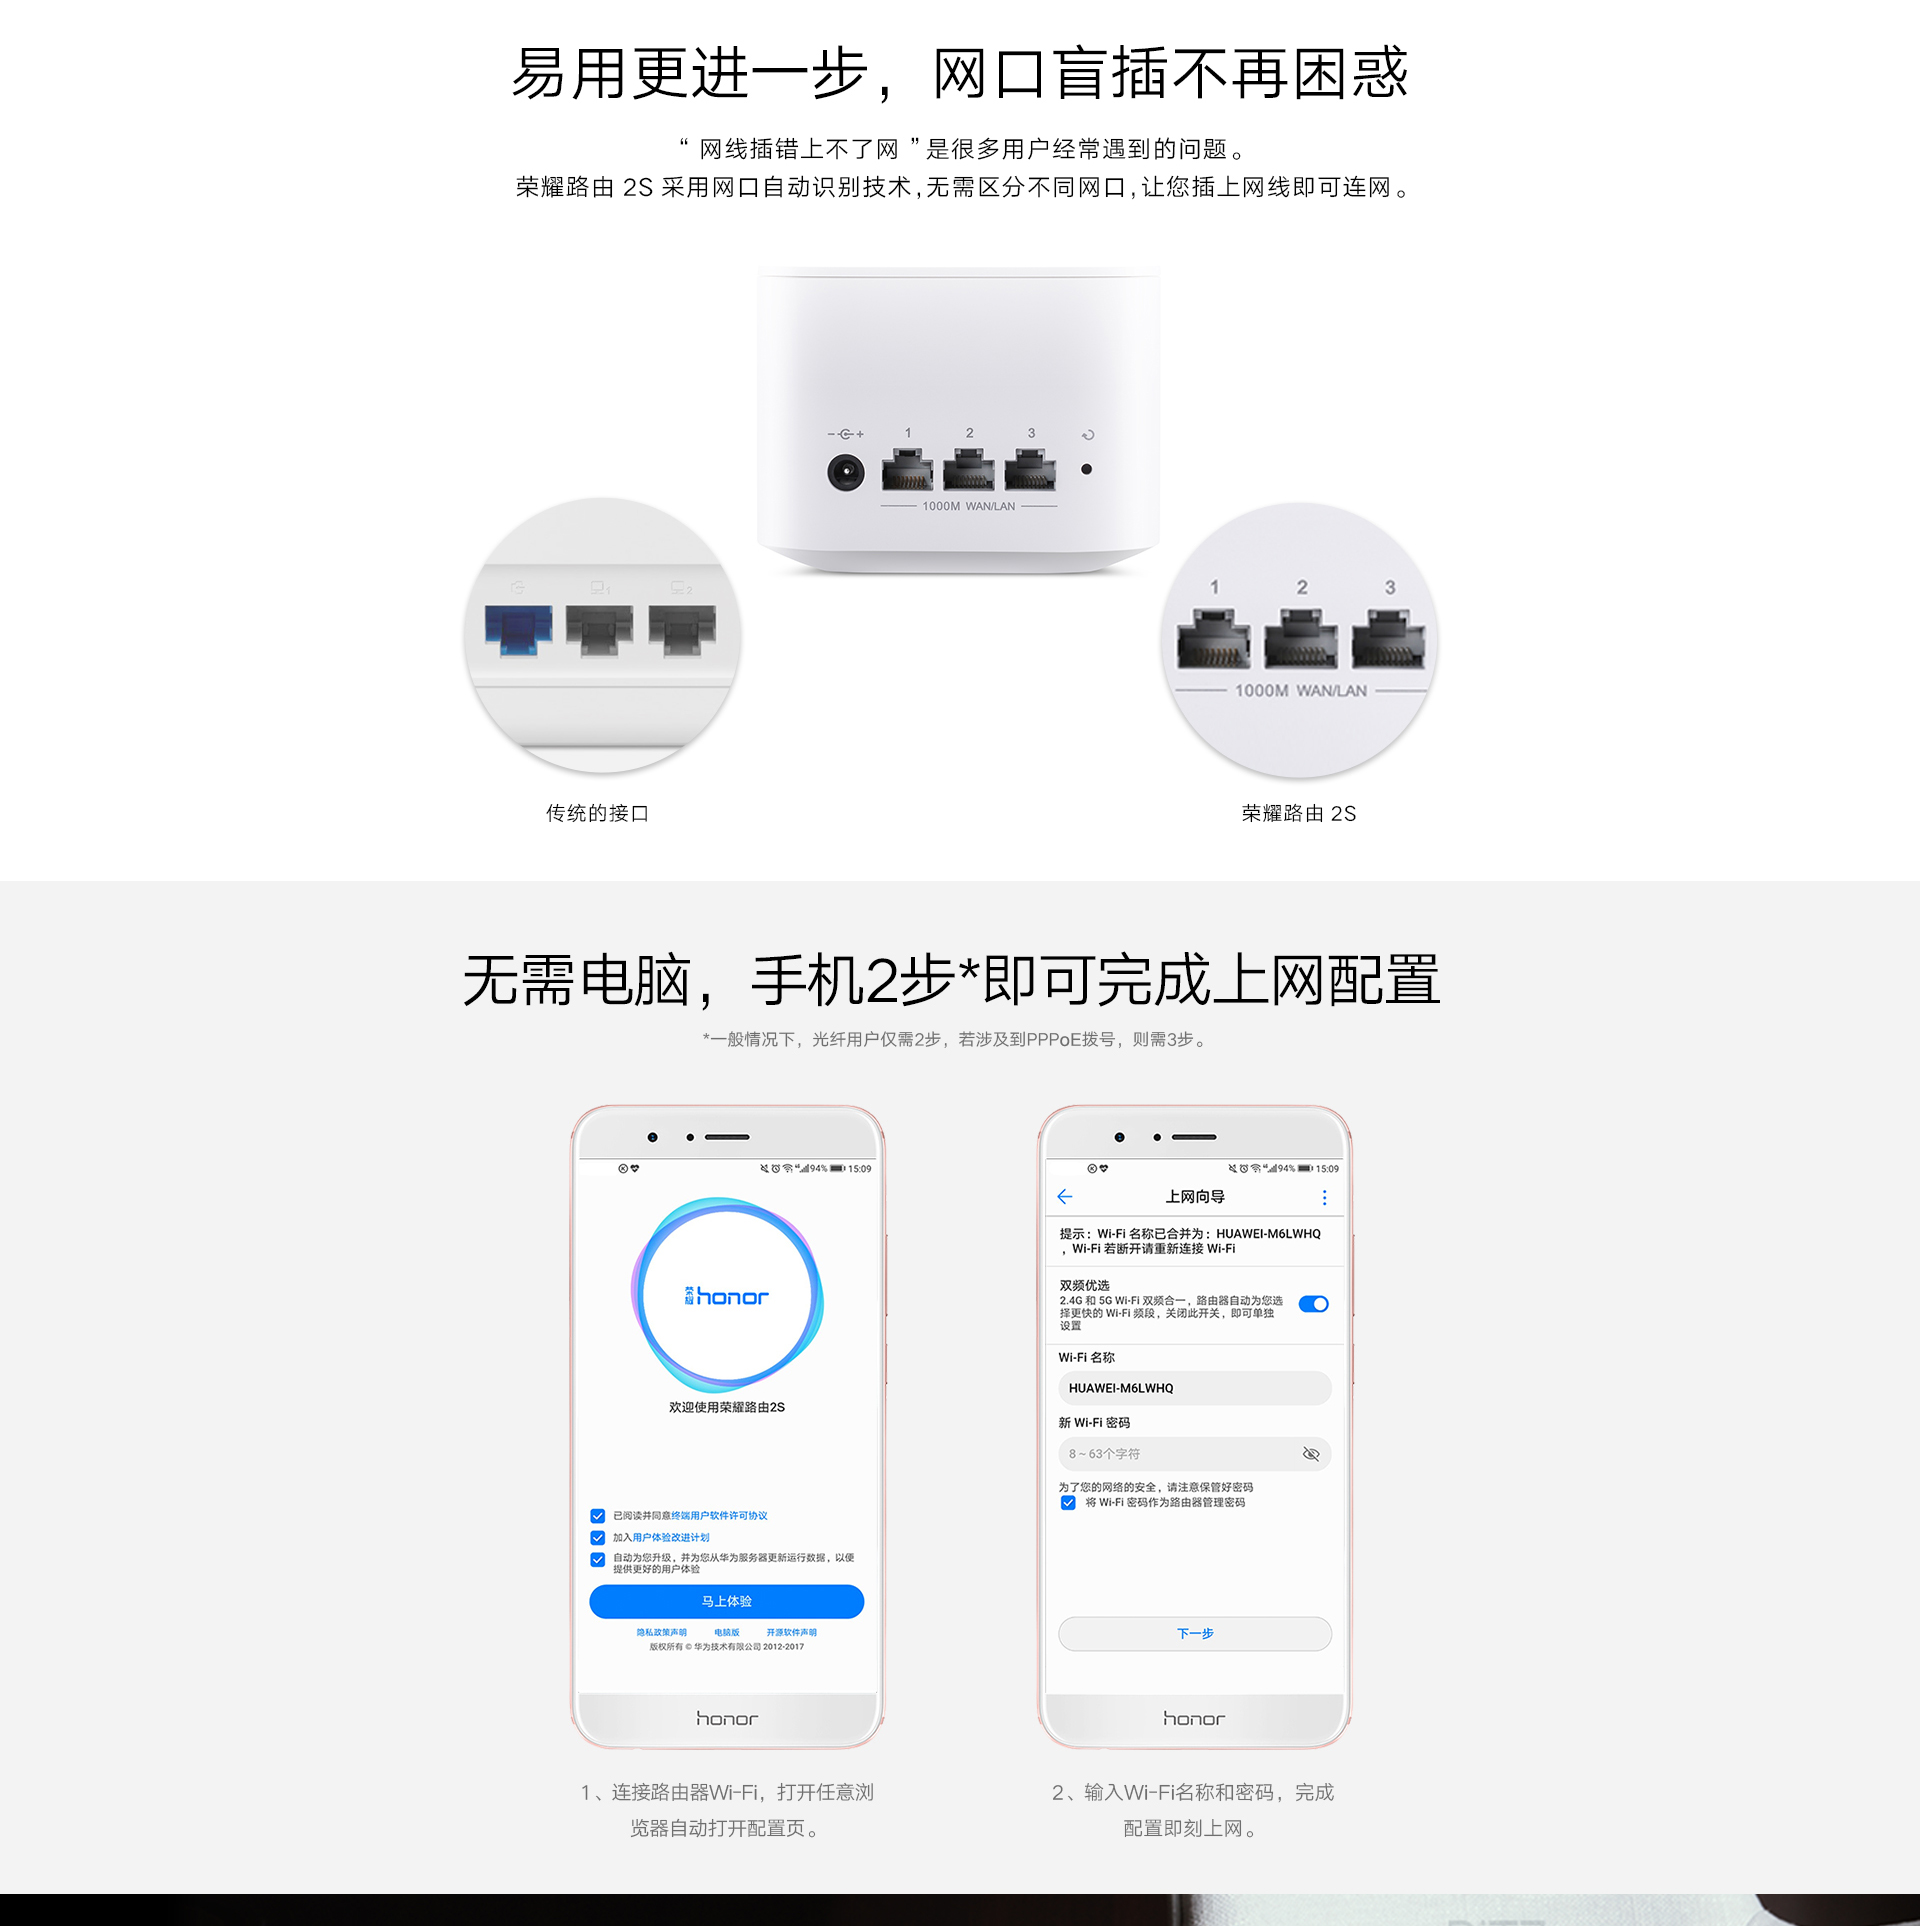 易用更进一步，网口盲插不再困惑
“ 网线插错上不了网 ”是很多用户经常遇到的问题。
荣耀路由 2S 采用网口自动识别技术,无需区分不同网口,让您插上网线即可连网。
1 2 3
1000M WAN/LAN
1 2
1 2 3
1000M WAN/LAN
传统的接口
荣耀路由 2S
无需电脑，手机2步*即可完成上网配置
*一般情况下，光纤用户仅需2步，若涉及到PPPoE拨号，则需3步。
94% 15:09
荣耀 honor
欢迎使用荣耀路由2S
已阅读并同意终端用户软件许可协议
加入用户体验改进计划
自动为您升级，并为您从华为服务器更新运行数据，以便
提供更好的用户体验
马上体验
隐私政策声明 电脑版 开源软件声明
版权所有 © 华为技术有限公司 2012-2017
honor
94% 15:09
上网向导
提示：Wi-Fi 名称已合并为：HUAWEI-M6LWHQ
，Wi-Fi 若断开请重新连接 Wi-Fi
双频优选
2.4G 和 5G Wi-Fi 双频合一，路由器自动为您选
择更快的 Wi-Fi 频段，关闭此开关，即可单独
设置
Wi-Fi 名称
HUAWEI-M6LWHQ
新 Wi-Fi 密码
8 ~ 63个字符
为了您的网络的安全，请注意保管好密码
将 Wi-Fi 密码作为路由器管理密码
下一步
honor
1、连接路由器Wi-Fi，打开任意浏
览器自动打开配置页。
2、输入Wi-Fi名称和密码，完成
配置即刻上网。